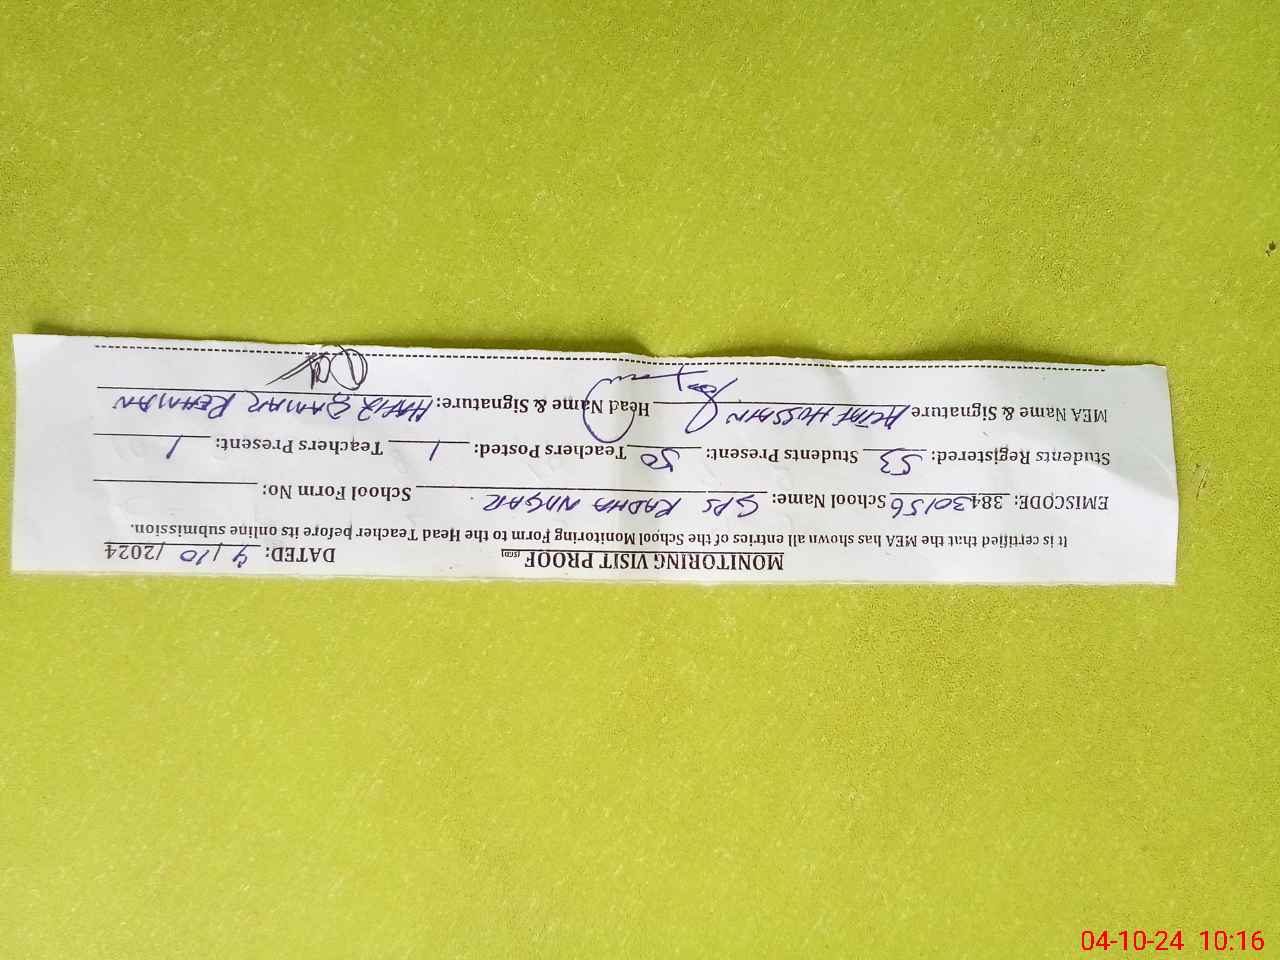 MONITORING VISIT PROOF (SGD) DATED: 4/10/2024
It is certified that the MEA has shown all entries of the School Monitoring Form to the Head Teacher before its online submission.
EMISCODE: 38430156 School Name: GPS RADHA NAGAR School Form No:
Students Registered: 53 Students Present: 50 Teachers Posted: 1 Teachers Present: 1
MEA Name & Signature HUSSAIN Head Name & Signature: HAFIZ QAMAR REHMAN
04-10-24 10:16